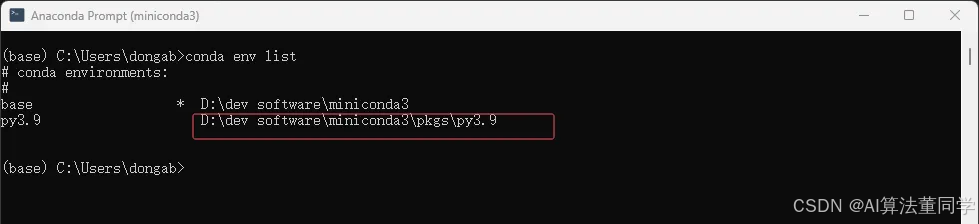 Anaconda Prompt (miniconda3)
(base) C:\Users\dongab>conda env list
# conda environments:
#
base                  *  D:\dev software\miniconda3
py3.9                    D:\dev software\miniconda3\pkgs\py3.9
(base) C:\Users\dongab>
CSDN @AI算法董同学